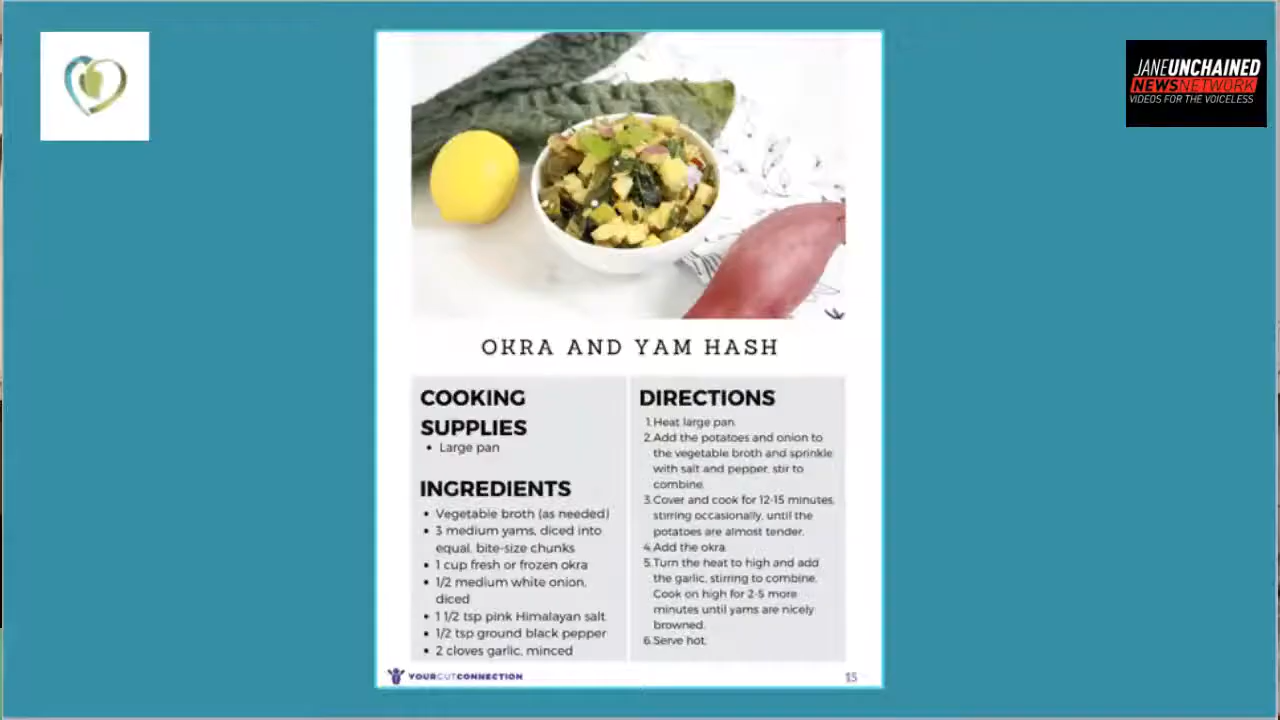 JANEUNCHAINED
NEWSNETWORK
VIDEOS FOR THE VOICELESS
OKRA AND YAM HASH
COOKING
SUPPLIES
• Large pan
INGREDIENTS
• Vegetable broth (as needed)
• 3 medium yams, diced into
equal, bite-size chunks
• 1 cup fresh or frozen okra
• 1/2 medium white onion,
diced
• 1 1/2 tsp pink Himalayan salt
• 1/2 tsp ground black pepper
• 2 cloves garlic, minced
DIRECTIONS
1.Heat large pan.
2.Add the potatoes and onion to
the vegetable broth and sprinkle
with salt and pepper, stir to
combine.
3.Cover and cook for 12-15 minutes,
stirring occasionally, until the
potatoes are almost tender.
4.Add the okra.
5.Turn the heat to high and add
the garlic, stirring to combine.
Cook on high for 2-5 more
minutes until yams are nicely
browned.
6.Serve hot.
YOURGUTCONNECTION
15